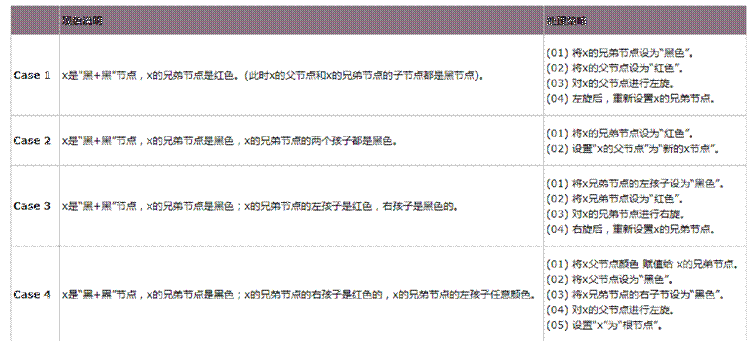 现象说明 处理策略
Case 1 x是“黑+黑”节点，x的兄弟节点是红色。(此时x的父节点和x的兄弟节点的子节点都是黑节点)。
(01) 将x的兄弟节点设为“黑色”。
(02) 将x的父节点设为“红色”。
(03) 对x的父节点进行左旋。
(04) 左旋后，重新设置x的兄弟节点。
Case 2 x是“黑+黑”节点，x的兄弟节点是黑色，x的兄弟节点的两个孩子都是黑色。
(01) 将x的兄弟节点设为“红色”。
(02) 设置“x的父节点”为“新的x节点”。
Case 3 x是“黑+黑”节点，x的兄弟节点是黑色；x的兄弟节点的左孩子是红色，右孩子是黑色的。
(01) 将x兄弟节点的左孩子设为“黑色”。
(02) 将x兄弟节点设为“红色”。
(03) 对x的兄弟节点进行右旋。
(04) 右旋后，重新设置x的兄弟节点。
Case 4 x是“黑+黑”节点，x的兄弟节点是黑色；x的兄弟节点的右孩子是红色的，x的兄弟节点的左孩子任意颜色。
(01) 将x父节点颜色 赋值给 x的兄弟节点。
(02) 将x父节点设为“黑色”。
(03) 将x兄弟节点的右子节设为“黑色”。
(04) 对x的父节点进行左旋。
(05) 设置“x”为“根节点”。